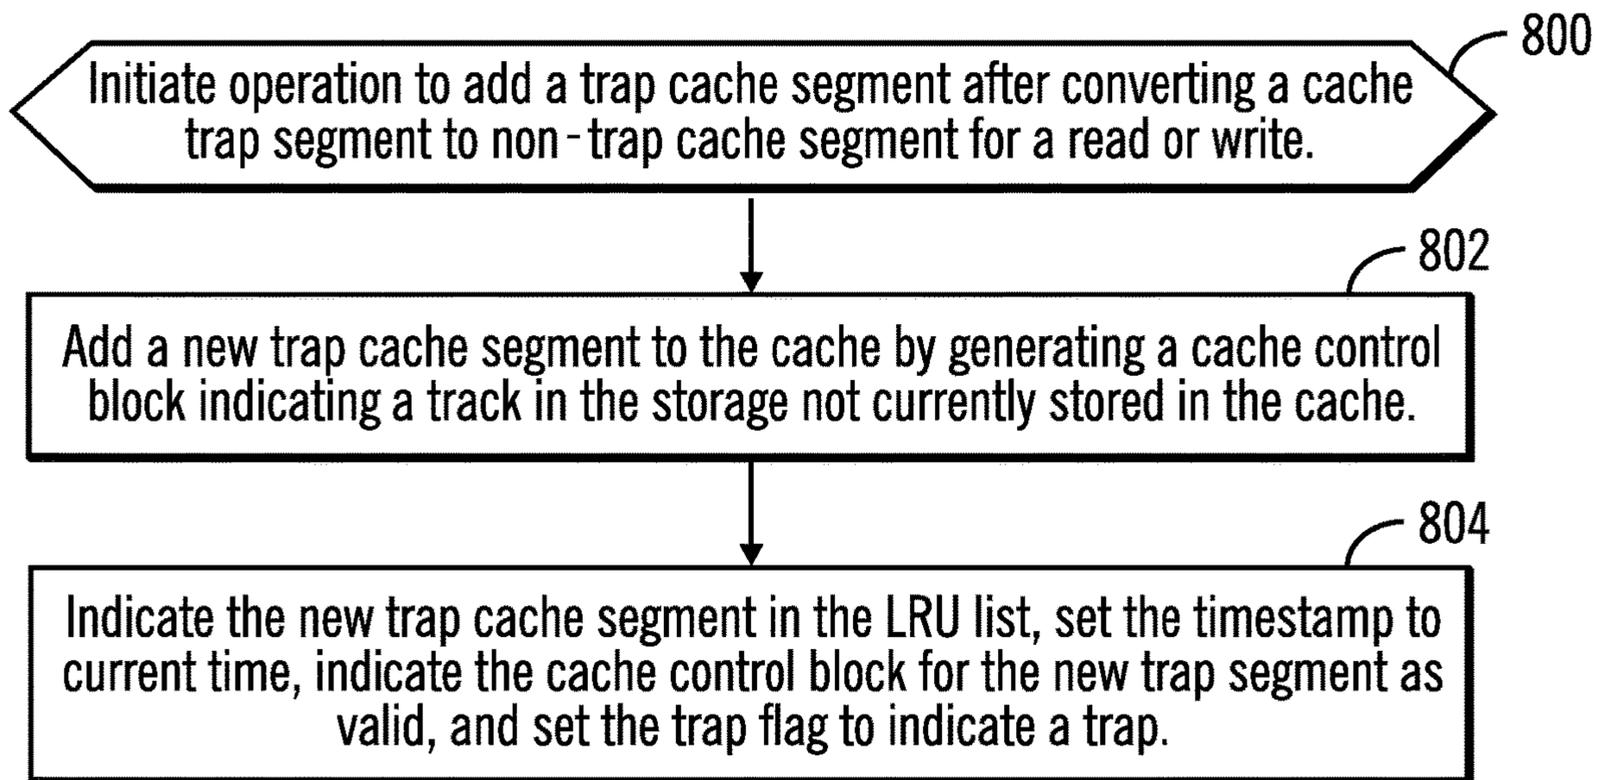 800
Initiate operation to add a trap cache segment after converting a cache
trap segment to non-trap cache segment for a read or write.
802
Add a new trap cache segment to the cache by generating a cache control
block indicating a track in the storage not currently stored in the cache.
804
Indicate the new trap cache segment in the LRU list, set the timestamp to
current time, indicate the cache control block for the new trap segment as
valid, and set the trap flag to indicate a trap.